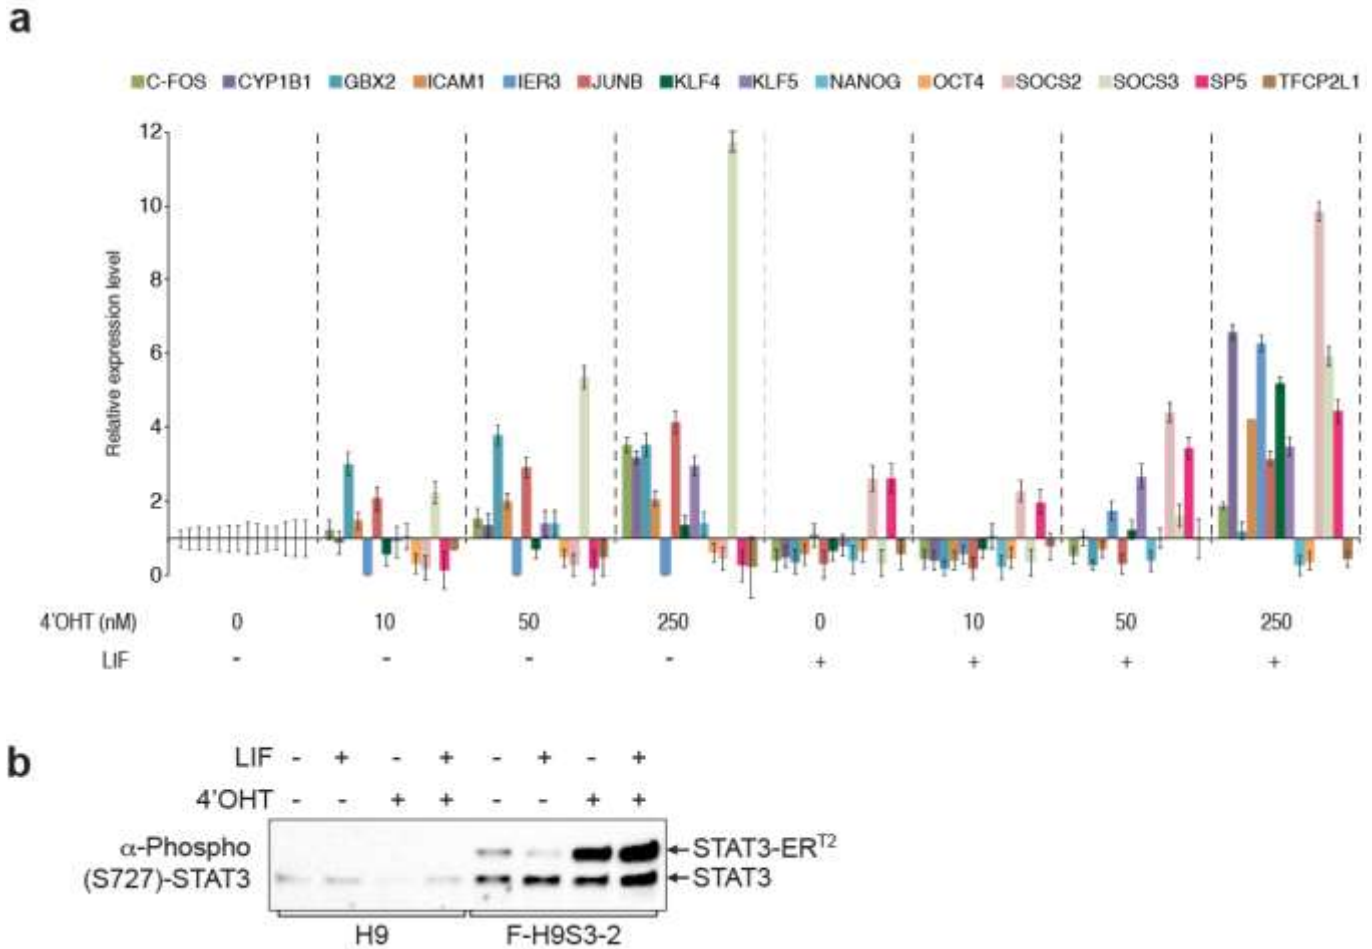 a
C-FOS CYP1B1 GBX2 ICAM1 IER3 JUNB KLF4 KLF5 NANOG OCT4 SOCS2 SOCS3 SP5 TFCP2L1
12
10
8
6
4
2
0
Relative expression level
4'OHT (nM) 0 10 50 250 0 10 50 250
LIF - - - - + + + +
b
LIF - + - + - + - +
4'OHT - - + + - - + +
α-Phospho
(S727)-STAT3
STAT3-ERT2
STAT3
H9 F-H9S3-2